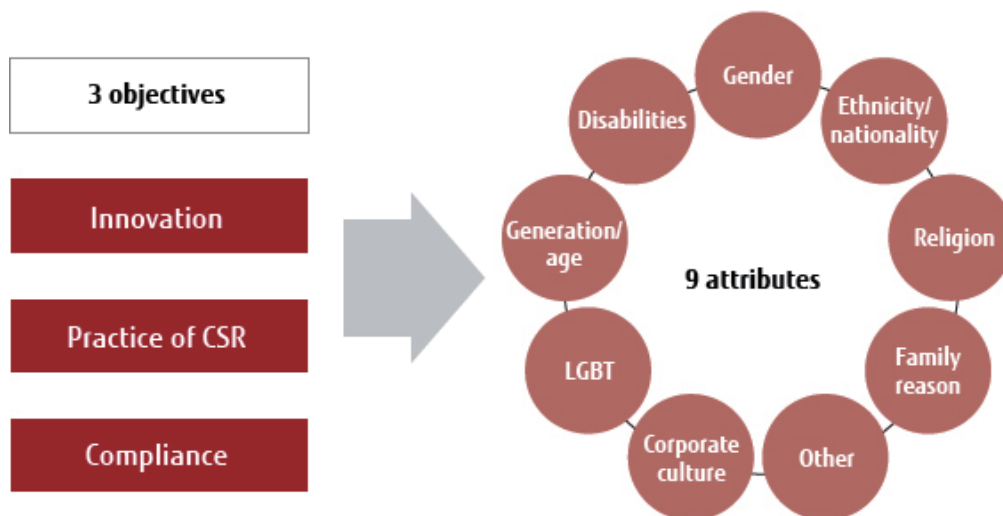 3 objectives
Innovation
Practice of CSR
Compliance
Gender
Ethnicity/
nationality
Religion
Family
reason
Other
Corporate
culture
LGBT
Generation/
age
Disabilities
9 attributes